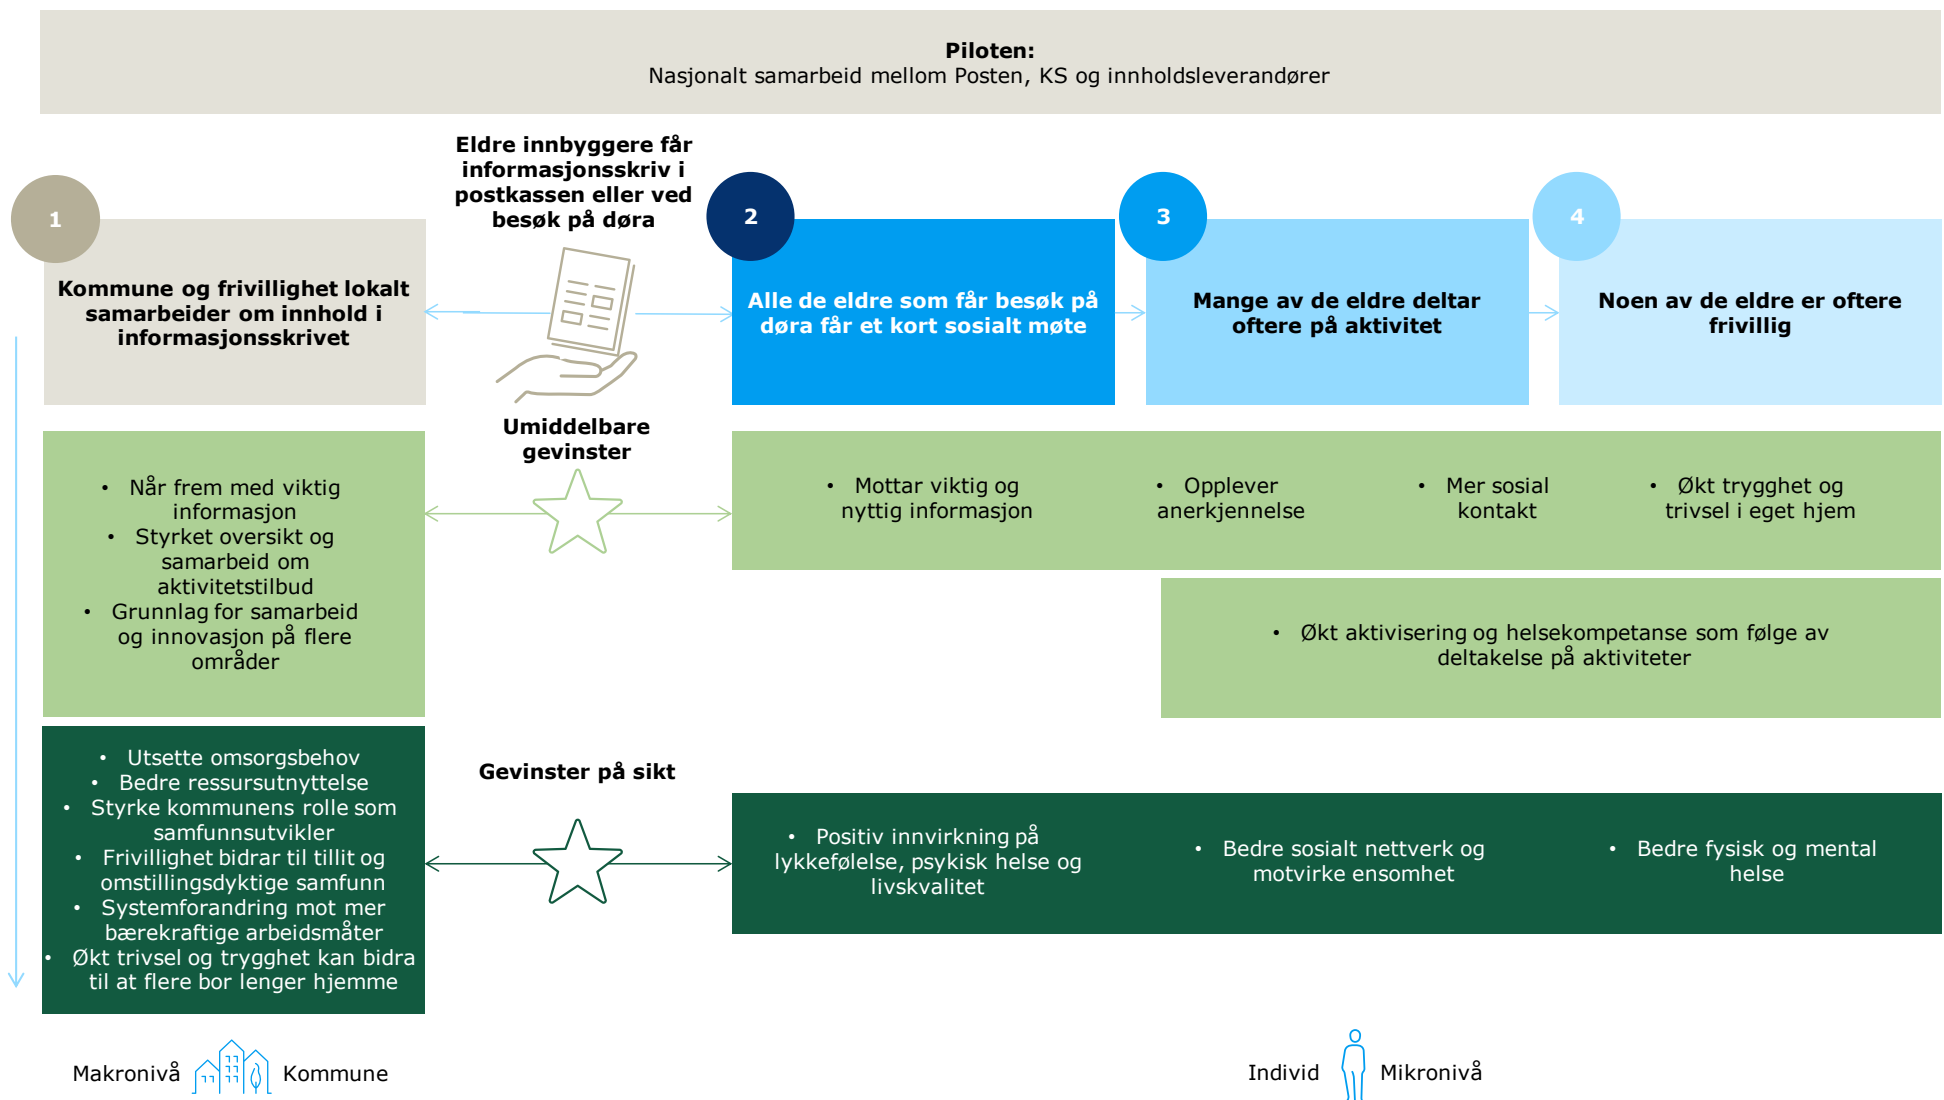 Piloten:
Nasjonalt samarbeid mellom Posten, KS og innholdsleverandører
Eldre innbyggere får
informasjonsskriv i
postkassen eller ved
besøk på døra
1
Kommune og frivillighet lokalt
samarbeider om innhold i
informasjonsskrivet
2
Alle de eldre som får besøk på
døra får et kort sosialt møte
3
Mange av de eldre deltar
oftere på aktivitet
4
Noen av de eldre er oftere
frivillig
Umiddelbare
gevinster
• Når frem med viktig
informasjon
• Styrket oversikt og
samarbeid om
aktivitetstilbud
• Grunnlag for samarbeid
og innovasjon på flere
områder
• Mottar viktig og
nyttig informasjon
• Opplever
anerkjennelse
• Mer sosial
kontakt
• Økt trygghet og
trivsel i eget hjem
• Økt aktivisering og helsekompetanse som følge av
deltakelse på aktiviteter
Gevinster på sikt
• Utsette omsorgsbehov
• Bedre ressursutnyttelse
• Styrke kommunens rolle som
samfunnsutvikler
• Frivillighet bidrar til tillit og
omstillingsdyktige samfunn
• Systemforandring mot mer
bærekraftige arbeidsmåter
• Økt trivsel og trygghet kan bidra
til at flere bor lenger hjemme
• Positiv innvirkning på
lykkefølelse, psykisk helse og
livskvalitet
• Bedre sosialt nettverk og
motvirke ensomhet
• Bedre fysisk og mental
helse
Makronivå Kommune
Individ Mikronivå